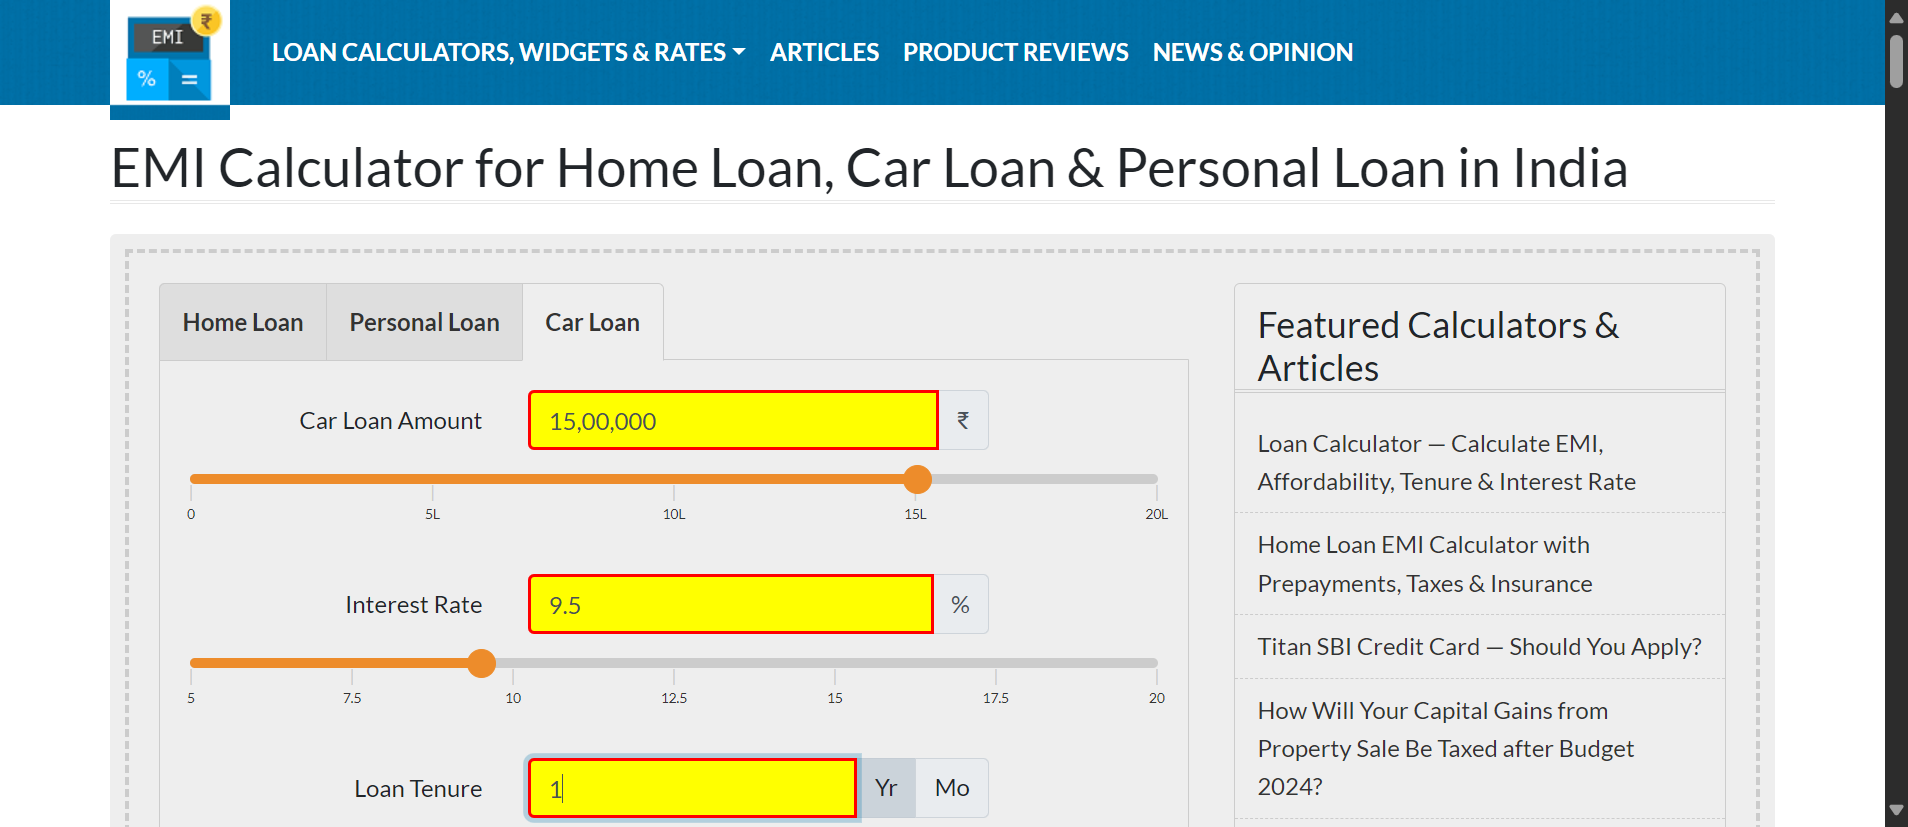 EMI
₹
%
=
LOAN CALCULATORS, WIDGETS & RATES
ARTICLES
PRODUCT REVIEWS
NEWS & OPINION
EMI Calculator for Home Loan, Car Loan & Personal Loan in India
Home Loan
Personal Loan
Car Loan
Car Loan Amount
15,00,000
₹
0
5L
10L
15L
20L
Interest Rate
9.5
%
5
7.5
10
12.5
15
17.5
20
Loan Tenure
1
Yr
Mo
Featured Calculators &
Articles
Loan Calculator — Calculate EMI,
Affordability, Tenure & Interest Rate
Home Loan EMI Calculator with
Prepayments, Taxes & Insurance
Titan SBI Credit Card — Should You Apply?
How Will Your Capital Gains from
Property Sale Be Taxed after Budget
2024?